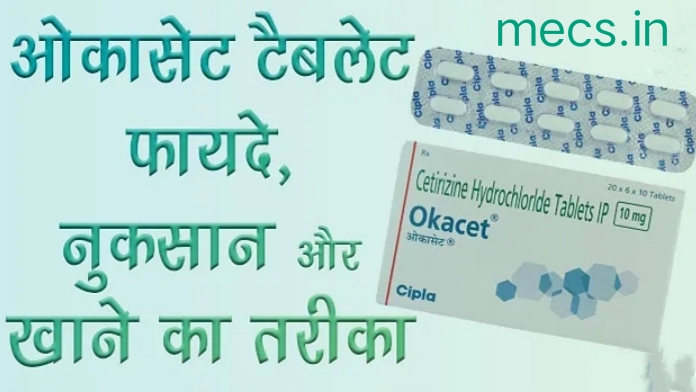 mecs.in
ओकासेट टैबलेट
फायदे,
नुकसान और
खाने का तरीका
Cipla
Rx
20 x 6 x 10 Tablets
Cetirizine Hydrochloride Tablets IP 10 mg
Okacet®
ओकासेट®
Cipla